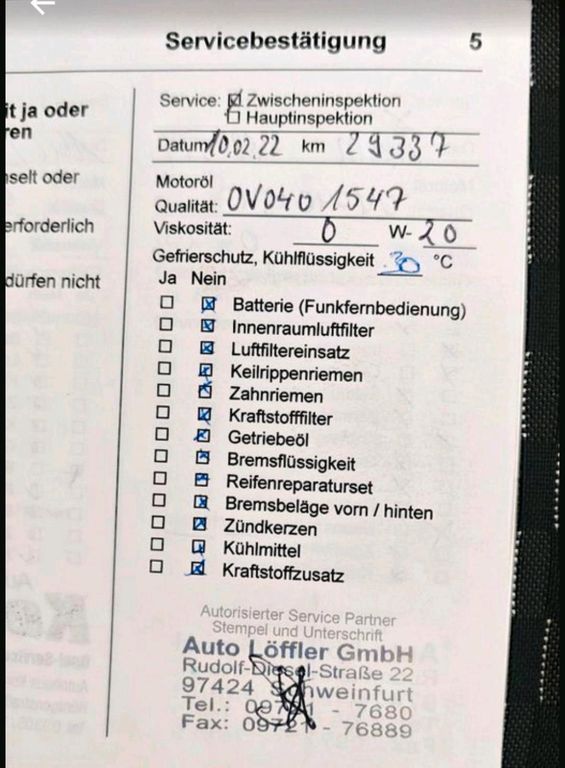 Servicebestätigung 5
it ja oder
ren
selt oder
erforderlich
dürfen nicht
Service: Zwischeninspektion
Hauptinspektion
Datum 10.02.22 km 29337
Motoröl
Qualität: OV0401547
Viskosität: 0 W- 20
Gefrierschutz, Kühlflüssigkeit -30 °C
Ja Nein
Batterie (Funkfernbedienung)
Innenraumluftfilter
Luftfiltereinsatz
Keilrippenriemen
Zahnriemen
Kraftstofffilter
Getriebeöl
Bremsflüssigkeit
Reifenreparaturset
Bremsbeläge vorn / hinten
Zündkerzen
Kühlmittel
Kraftstoffzusatz
Autorisierter Service Partner
Stempel und Unterschrift
Auto Löffler GmbH
Rudolf-Diesel-Straße 22
97424 Schweinfurt
Tel.: 09721 - 7680
Fax: 09721 - 76889